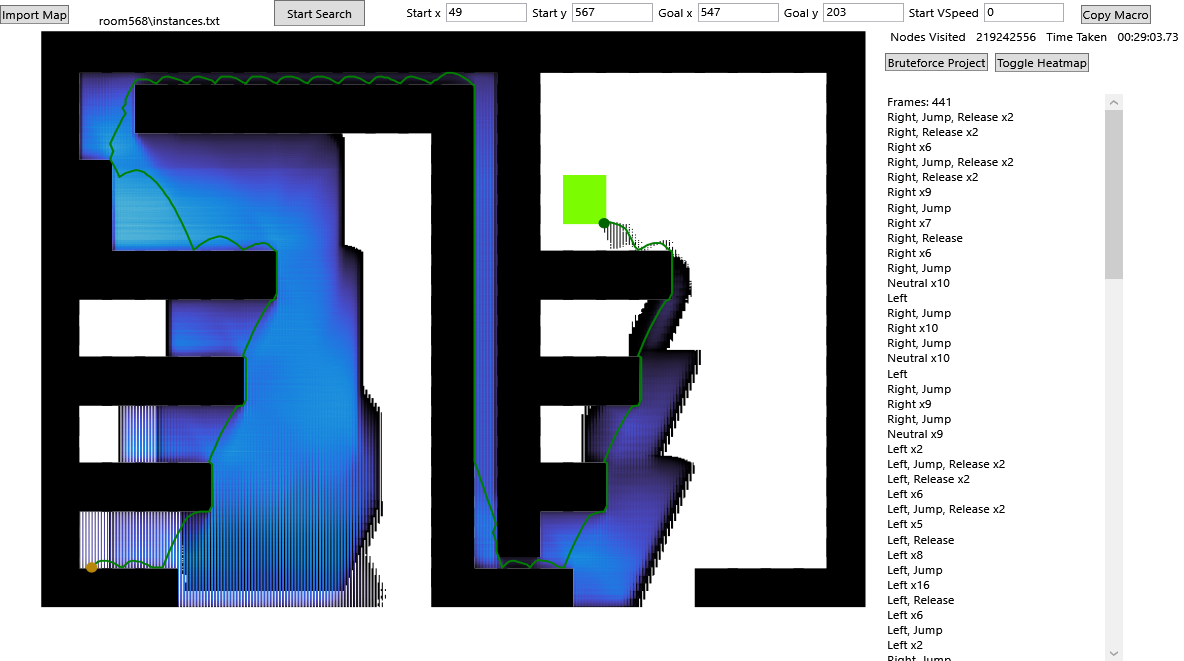 Import Map
room568\instances.txt
Start Search
Start x 49 Start y 567 Goal x 547 Goal y 203 Start VSpeed 0
Copy Macro
Nodes Visited 219242556 Time Taken 00:29:03.73
Bruteforce Project Toggle Heatmap
Frames: 441
Right, Jump, Release x2
Right, Release x2
Right x6
Right, Jump, Release x2
Right, Release x2
Right x9
Right, Jump
Right x7
Right, Release
Right x6
Right, Jump
Neutral x10
Left
Right, Jump
Right x10
Right, Jump
Neutral x10
Left
Right, Jump
Right x9
Right, Jump
Neutral x9
Left x2
Left, Jump, Release x2
Left, Release x2
Left x6
Left, Jump, Release x2
Left x5
Left, Release
Left x8
Left, Jump
Left x16
Left, Release
Left x6
Left, Jump
Left x2
Right, Jump